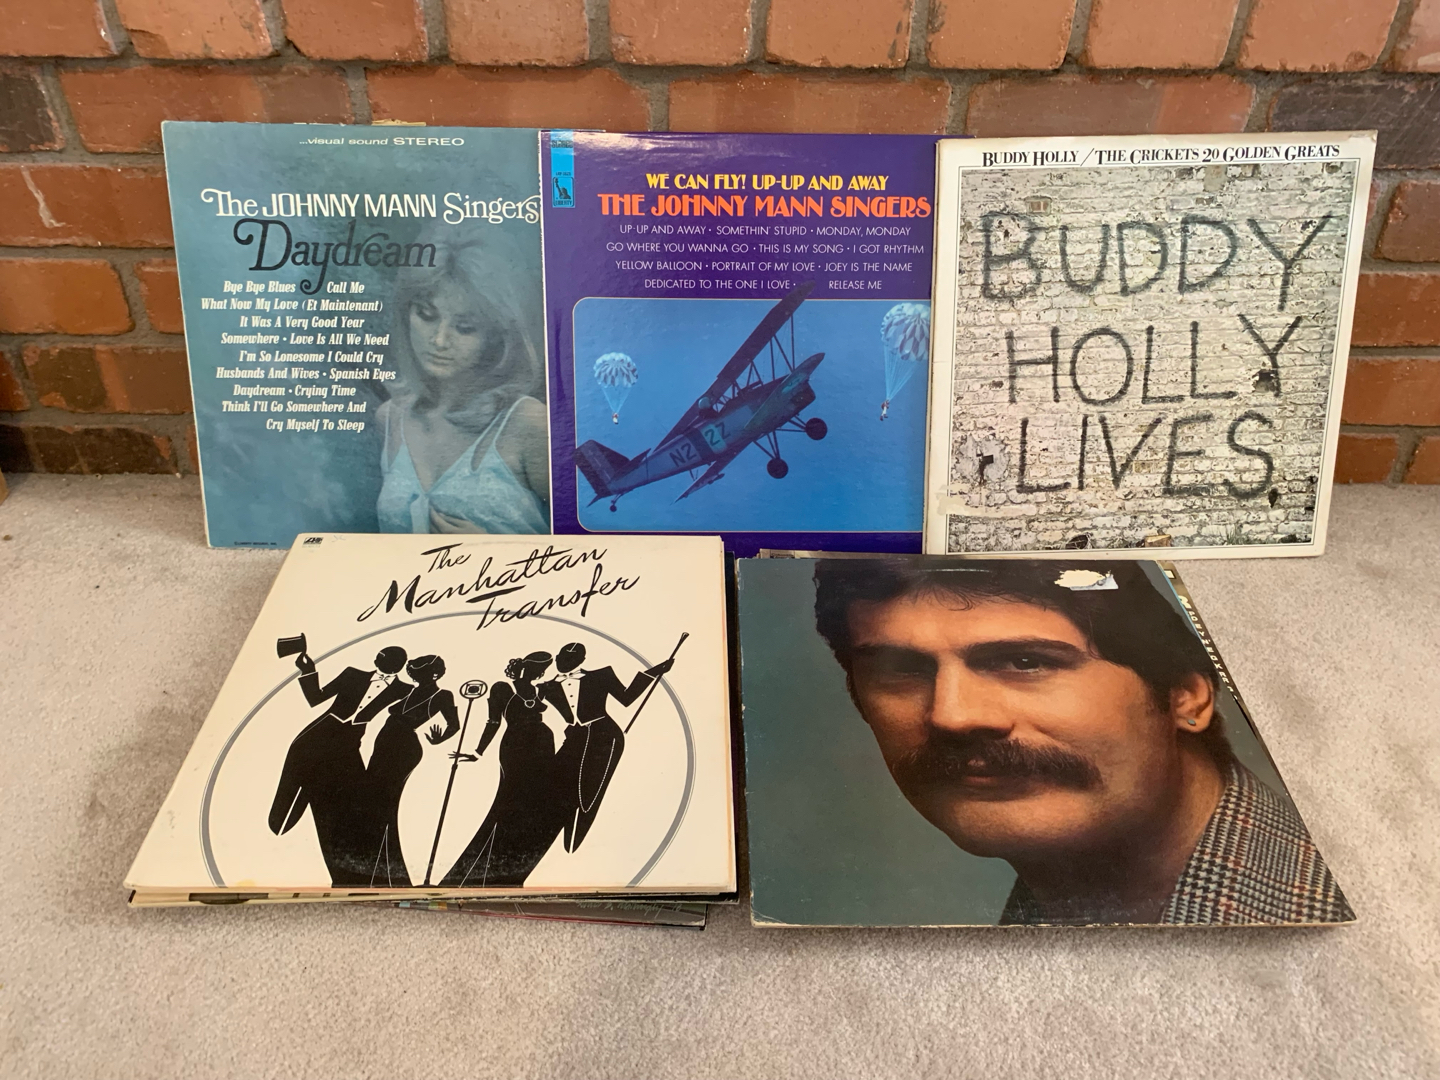 ...visual sound STEREO
The JOHNNY MANN Singers
Daydream
Bye Bye Blues Call Me
What Now My Love (Et Maintenant)
It Was A Very Good Year
Somewhere • Love Is All We Need
I'm So Lonesome I Could Cry
Husbands And Wives • Spanish Eyes
Daydream • Crying Time
Think I'll Go Somewhere And
Cry Myself To Sleep
LIBERTY
WE CAN FLY! UP-UP AND AWAY
THE JOHNNY MANN SINGERS
UP-UP AND AWAY • SOMETHIN' STUPID • MONDAY, MONDAY
GO WHERE YOU WANNA GO • THIS IS MY SONG • I GOT RHYTHM
YELLOW BALLOON • PORTRAIT OF MY LOVE • JOEY IS THE NAME
DEDICATED TO THE ONE I LOVE • RELEASE ME
N2 2Z
BUDDY HOLLY/THE CRICKETS 20 GOLDEN GREATS
BUDDY
HOLLY
LIVES
The
Manhattan
Transfer